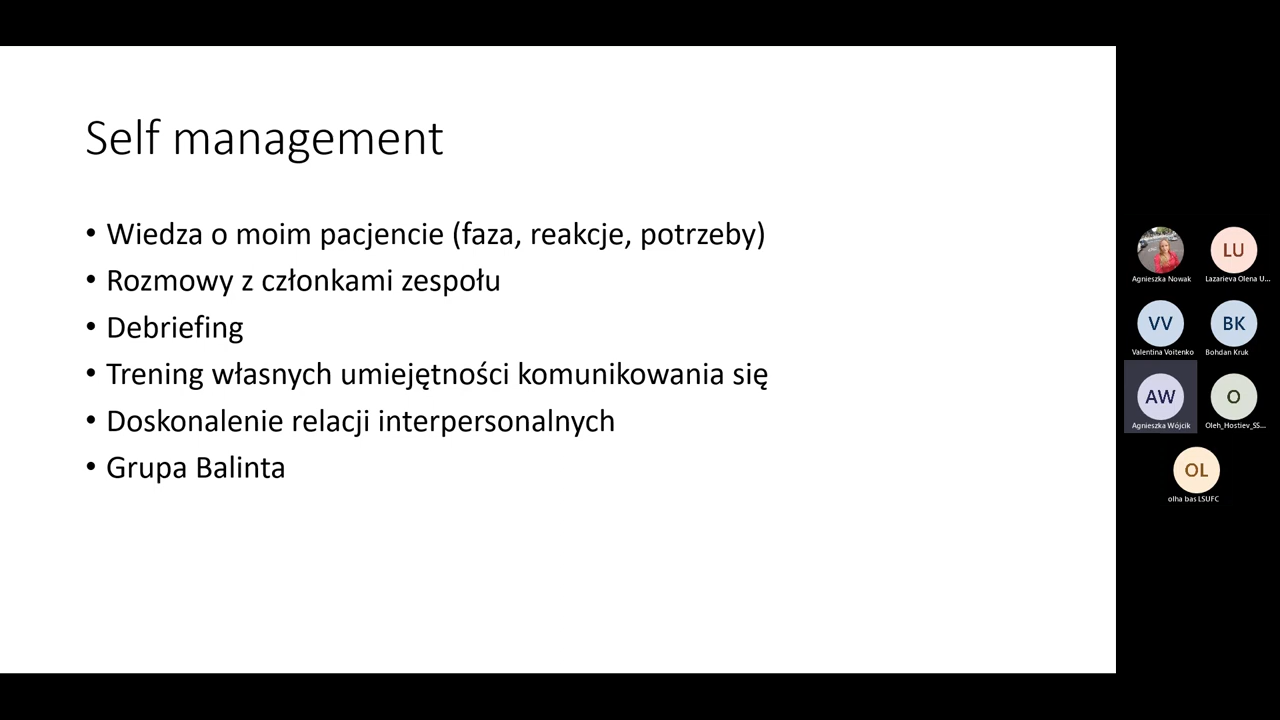 Self management
• Wiedza o moim pacjencie (faza, reakcje, potrzeby)
• Rozmowy z członkami zespołu
• Debriefing
• Trening własnych umiejętności komunikowania się
• Doskonalenie relacji interpersonalnych
• Grupa Balinta
Agnieszka Nowak
LU
Lazarieva Olena U...
VV
Valentina Voitenko
BK
Bohdan Kruk
AW
Agnieszka Wójcik
O
Oleh_Hostiev_SS...
OL
olha bas LSUFC